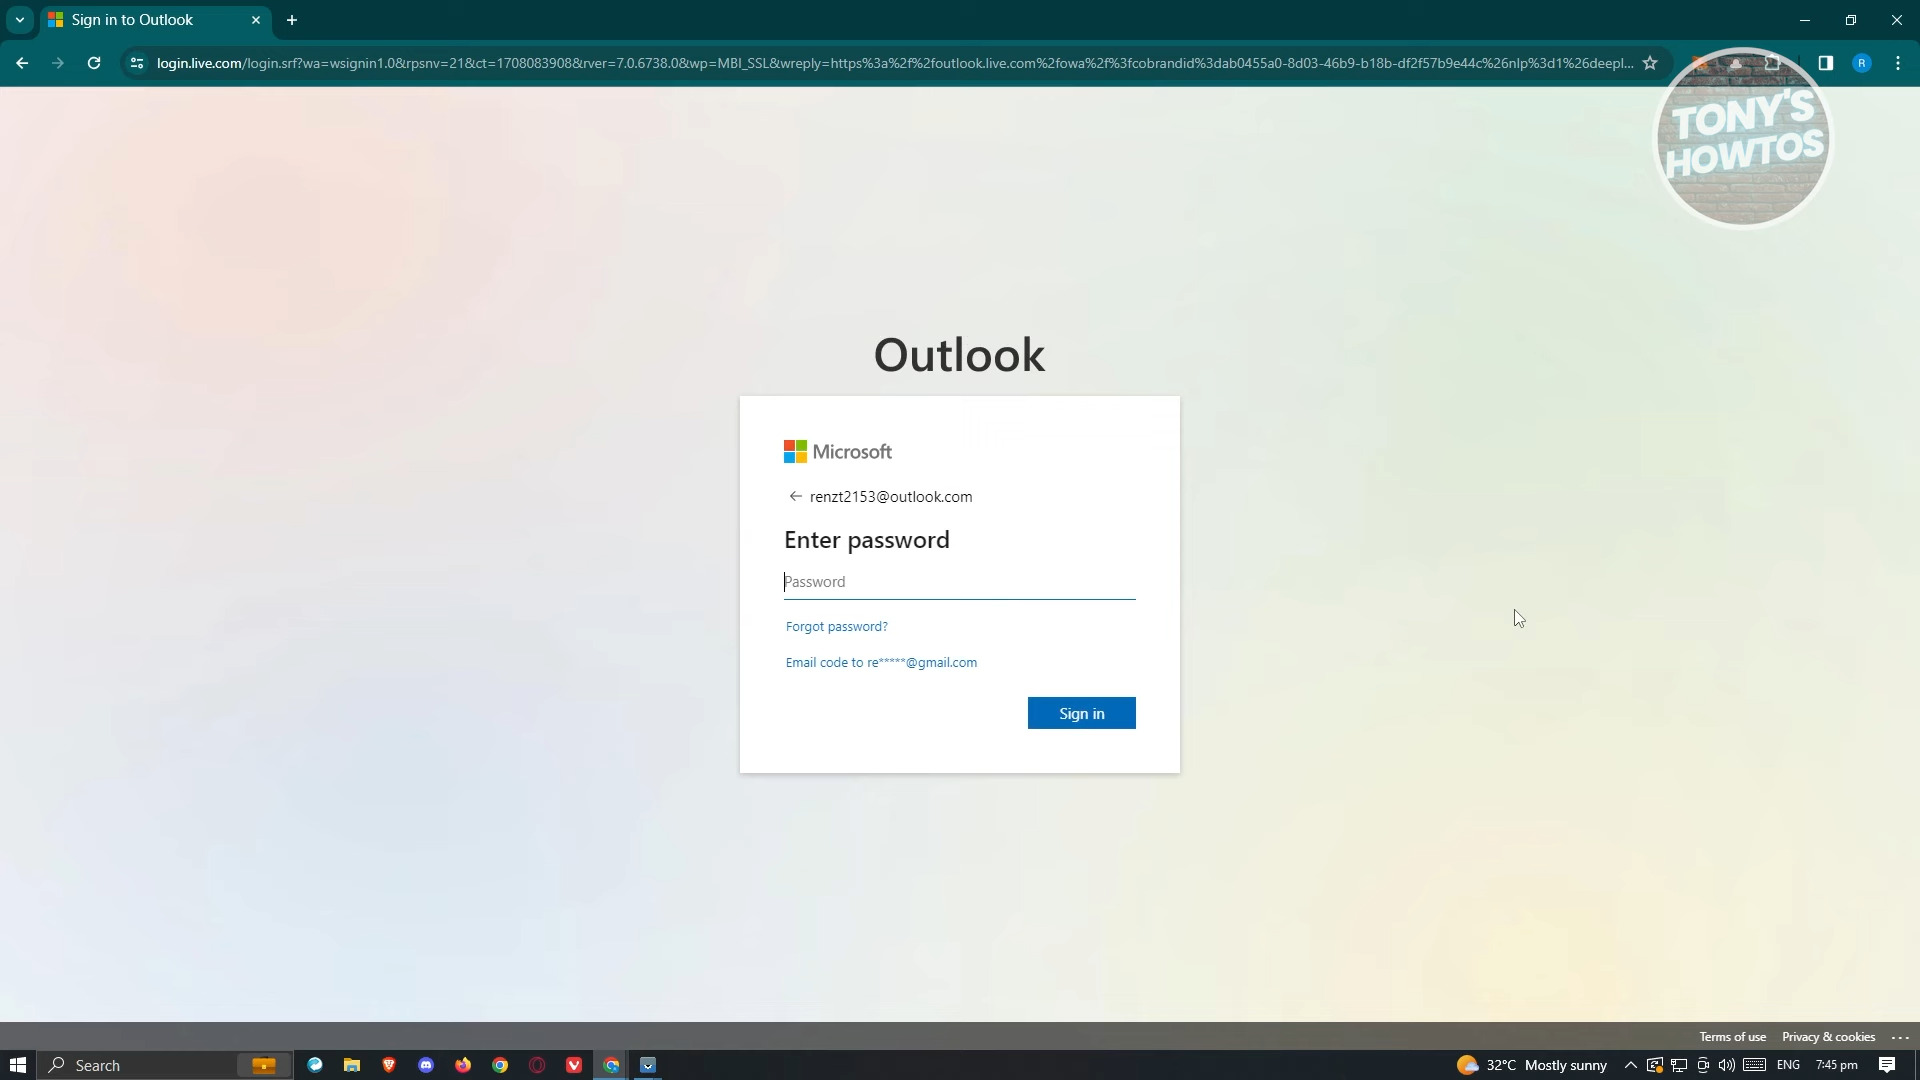 Sign in to Outlook
login.live.com/login.srf?wa=wsignin1.0&rpsnv=21&ct=1708083908&rver=7.0.6738.0&wp=MBI_SSL&wreply=https%3a%2f%2foutlook.live.com%2fowa%2f%3fcobrandid%3dab0455a0-8d03-46b9-b18b-df2f57b9e44c%26nlp%3d1%26deepl...
R
TONY'S
HOWTOS
Outlook
Microsoft
renzt2153@outlook.com
Enter password
Password
Forgot password?
Email code to re*****@gmail.com
Sign in
Terms of use
Privacy & cookies
Search
32°C Mostly sunny
ENG
7:45 pm